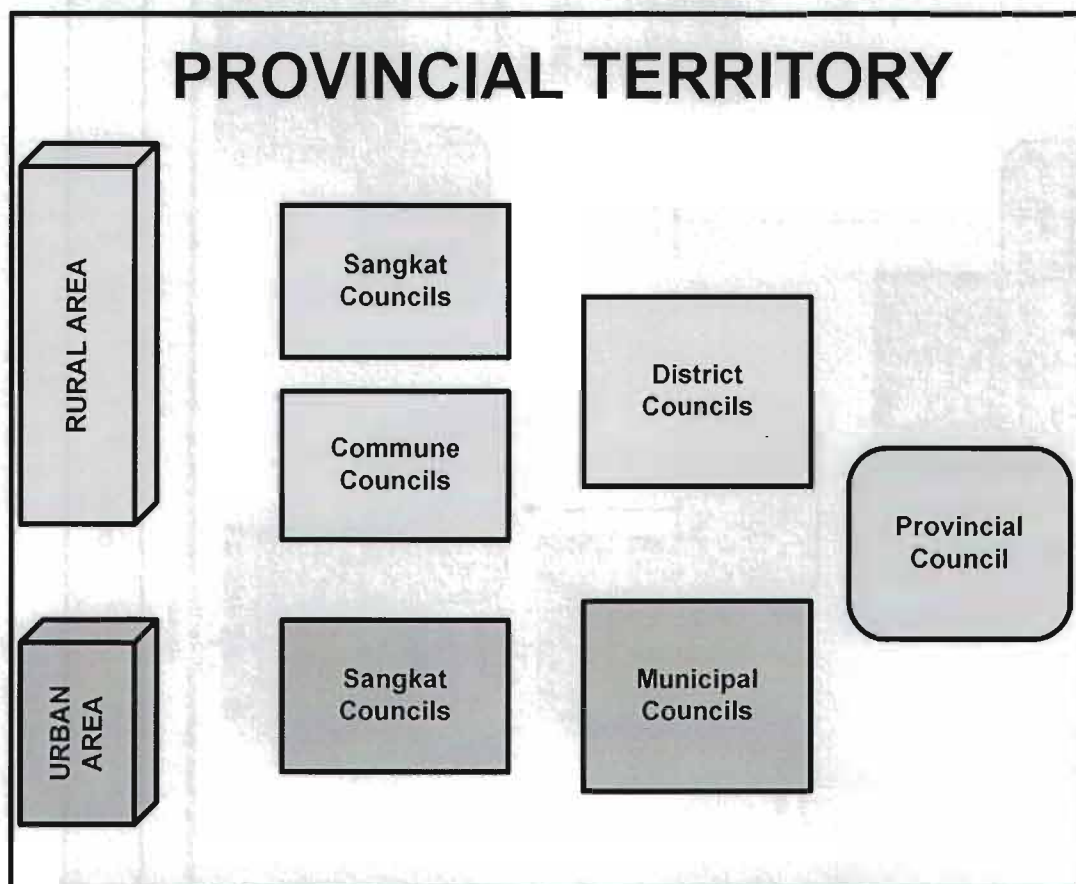 PROVINCIAL TERRITORY
RURAL AREA
Sangkat
Councils
Commune
Councils
District
Councils
Provincial
Council
URBAN
AREA
Sangkat
Councils
Municipal
Councils